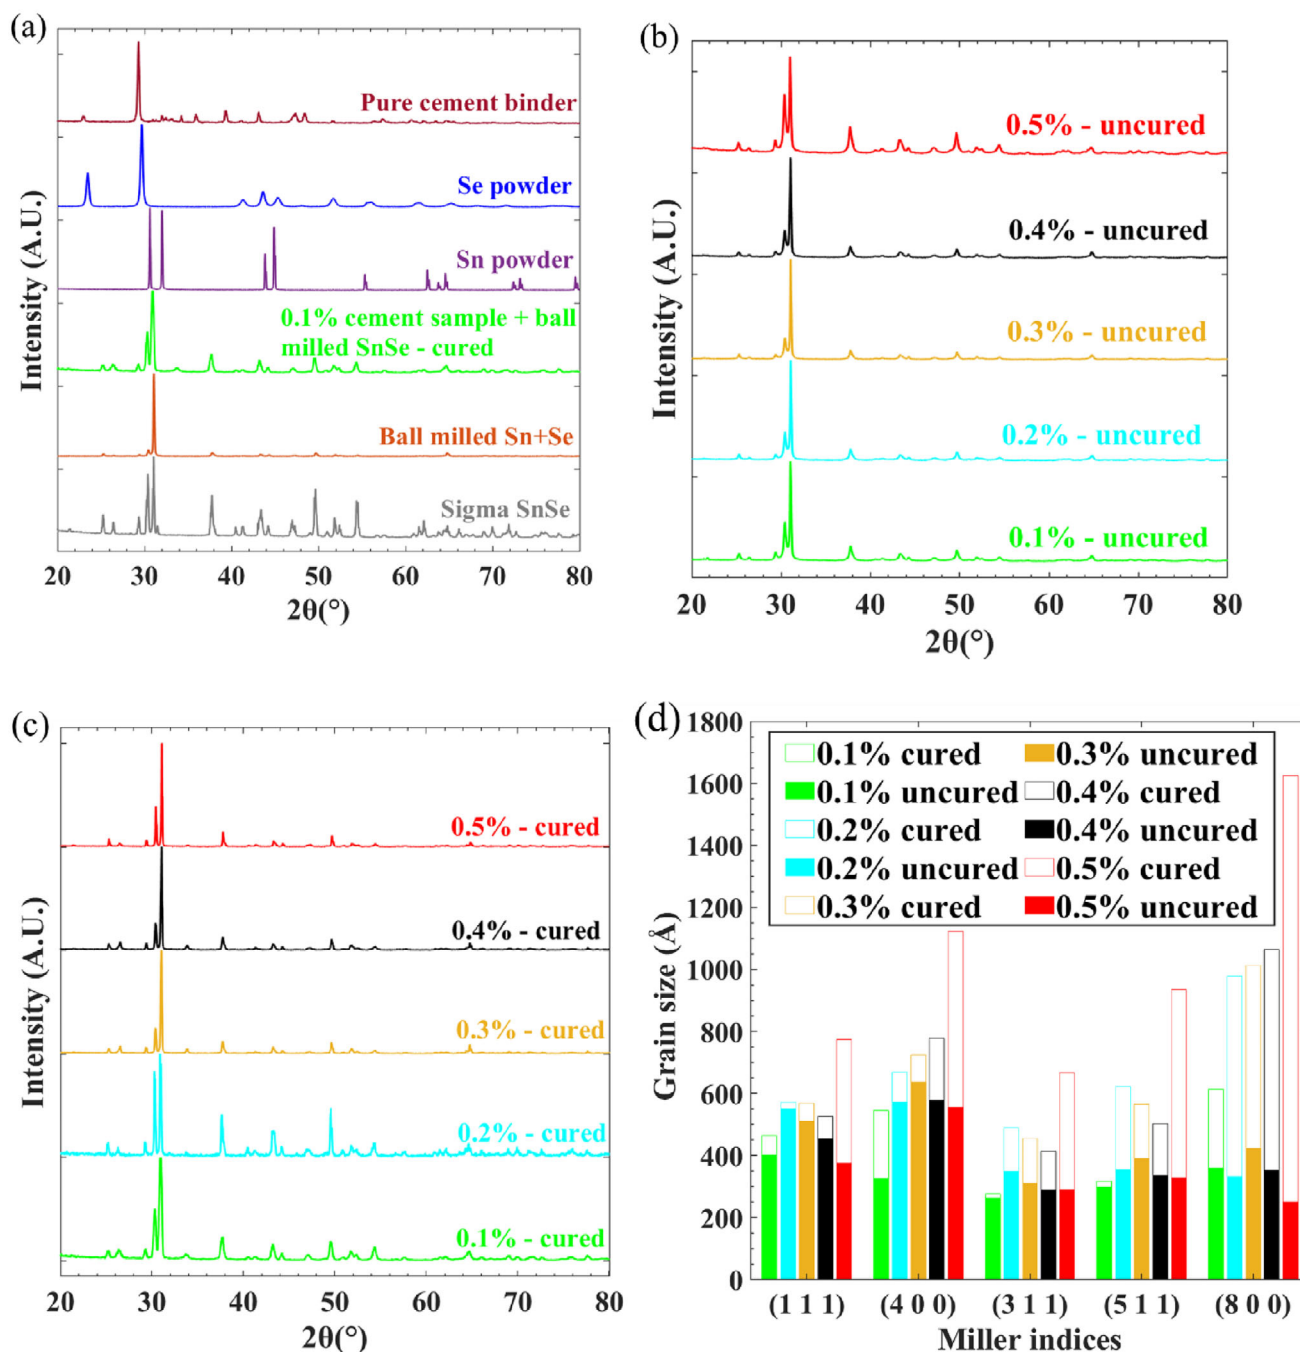 (a)
Pure cement binder
Se powder
Sn powder
0.1% cement sample + ball
milled SnSe - cured
Ball milled Sn+Se
Sigma SnSe
Intensity (A.U.)
20 30 40 50 60 70 80
2θ(°)
(b)
0.5% - uncured
0.4% - uncured
0.3% - uncured
0.2% - uncured
0.1% - uncured
Intensity (A.U.)
20 30 40 50 60 70 80
2θ(°)
(c)
0.5% - cured
0.4% - cured
0.3% - cured
0.2% - cured
0.1% - cured
Intensity (A.U.)
20 30 40 50 60 70 80
2θ(°)
(d)
1800
1600
1400
1200
1000
800
600
400
200
0
Grain size (Å)
0.1% cured
0.1% uncured
0.2% cured
0.2% uncured
0.3% cured
0.3% uncured
0.4% cured
0.4% uncured
0.5% cured
0.5% uncured
(1 1 1) (4 0 0) (3 1 1) (5 1 1) (8 0 0)
Miller indices